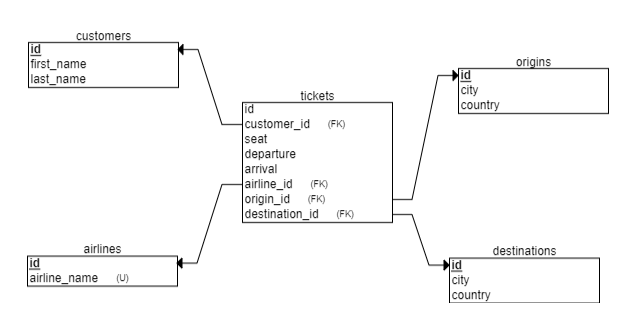 customers
id
first_name
last_name
origins
id
city
country
tickets
id
customer_id (FK)
seat
departure
arrival
airline_id (FK)
origin_id (FK)
destination_id (FK)
airlines
id
airline_name (U)
destinations
id
city
country